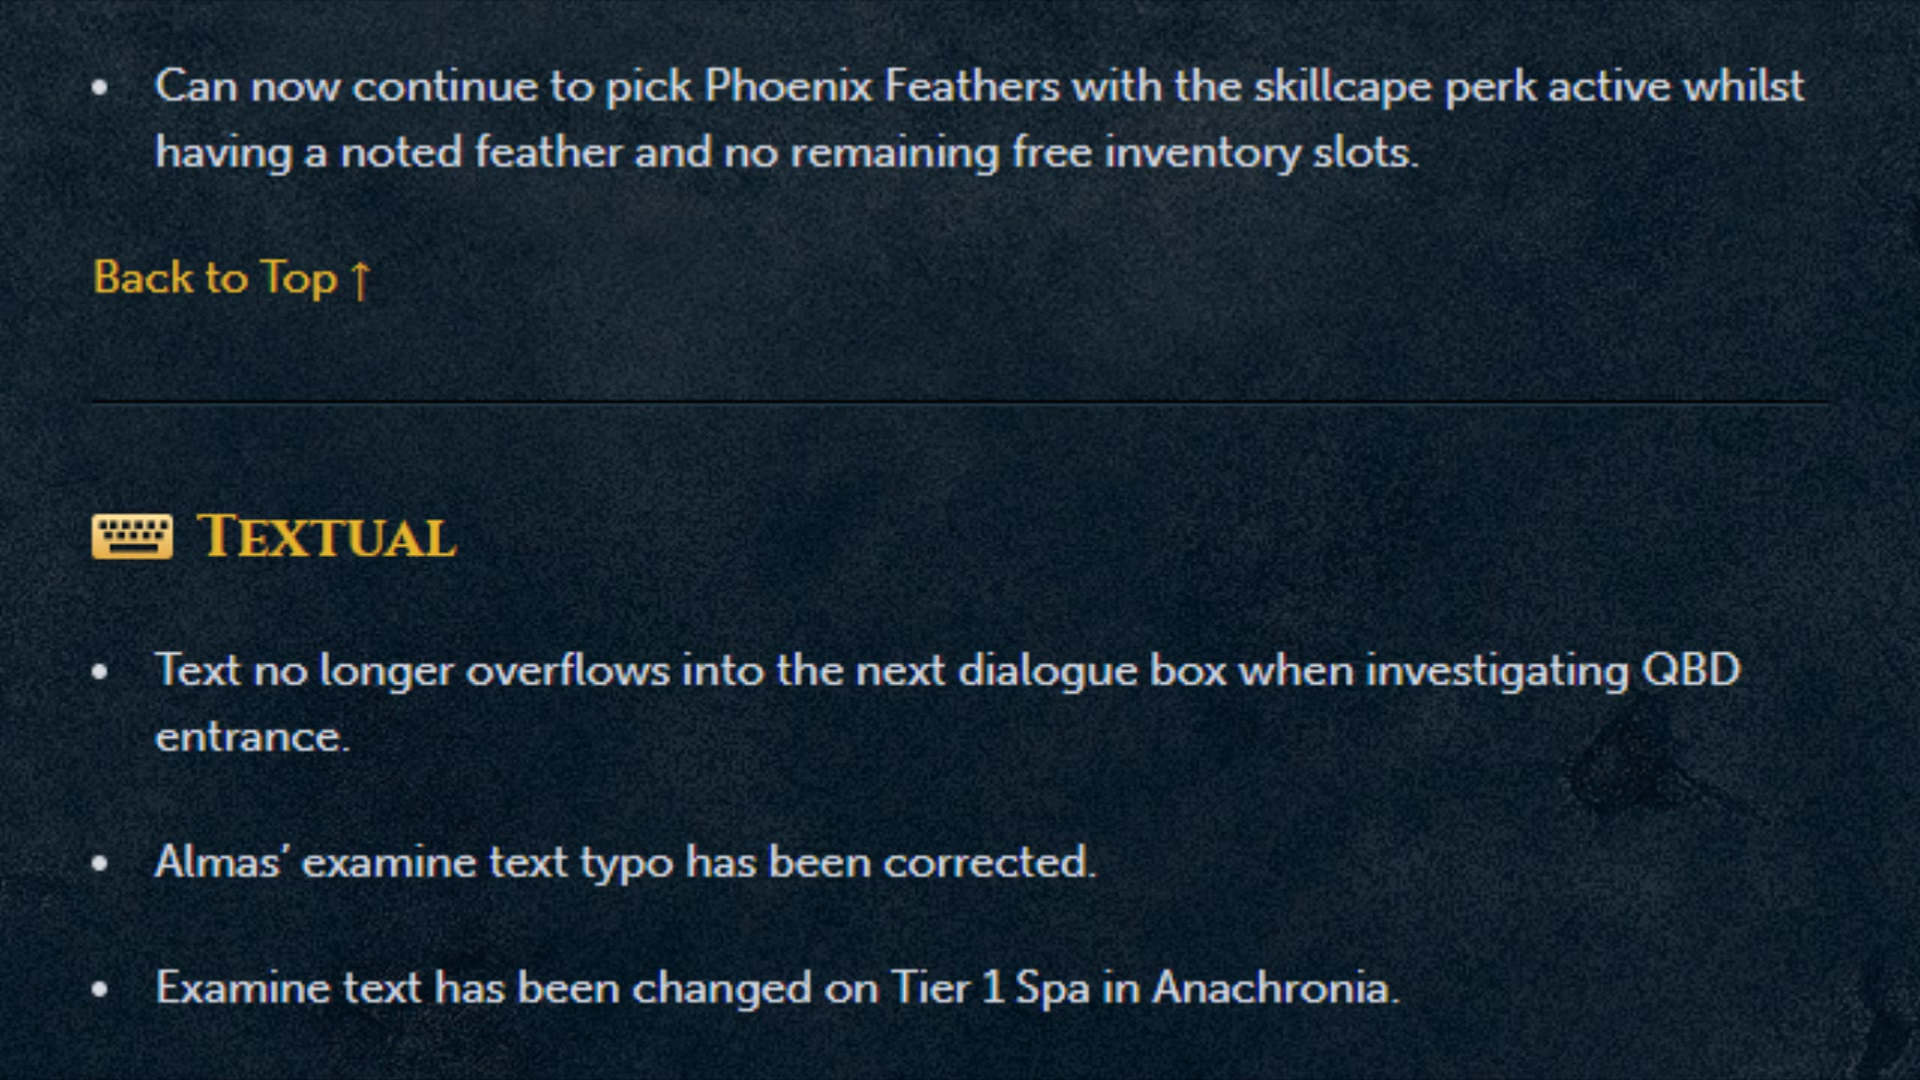 • Can now continue to pick Phoenix Feathers with the skillcape perk active whilst
having a noted feather and no remaining free inventory slots.
Back to Top ↑
TEXTUAL
• Text no longer overflows into the next dialogue box when investigating QBD
entrance.
• Almas’ examine text typo has been corrected.
• Examine text has been changed on Tier 1 Spa in Anachronia.